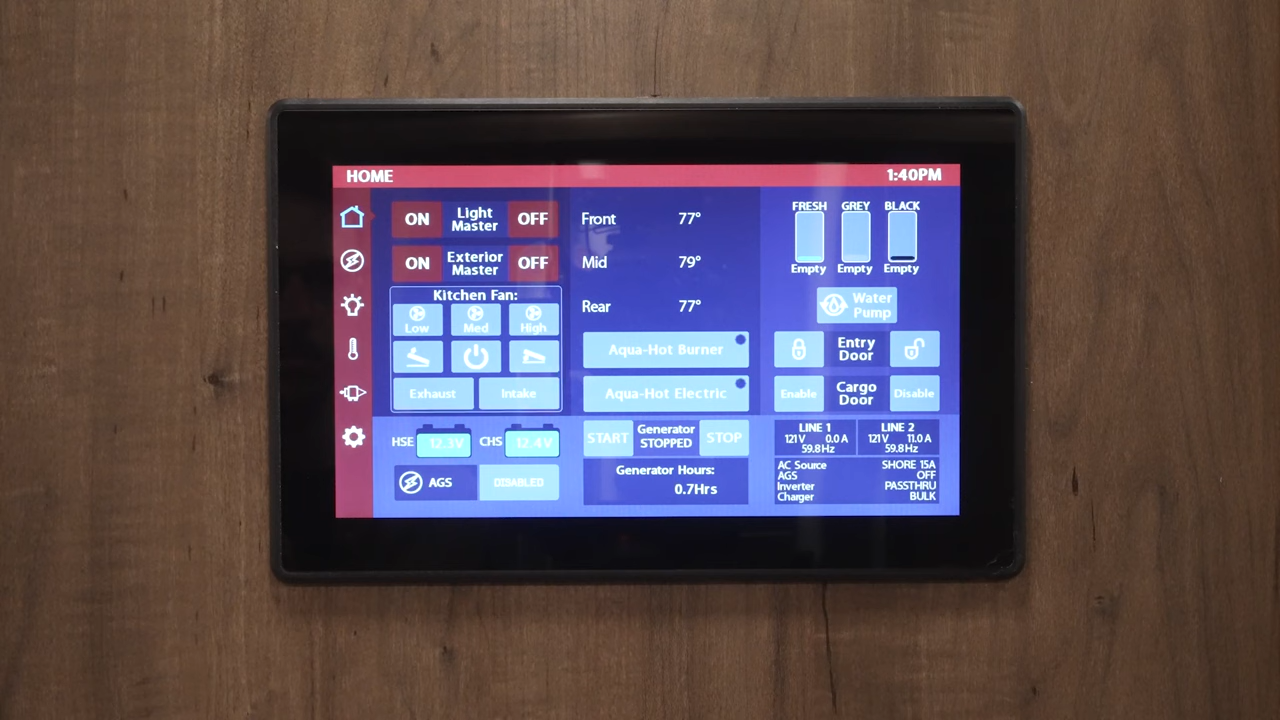 HOME
1:40PM
ON
Light Master
OFF
ON
Exterior Master
OFF
Kitchen Fan:
Low
Med
High
Exhaust
Intake
Front 77°
Mid 79°
Rear 77°
Aqua-Hot Burner
Aqua-Hot Electric
FRESH
GREY
BLACK
Empty
Empty
Empty
Water Pump
Entry Door
Enable
Cargo Door
Disable
HSE
12.3V
CHS
12.4V
AGS
DISABLED
START
Generator STOPPED
STOP
Generator Hours:
0.7Hrs
LINE 1
121V 0.0 A
59.8Hz
LINE 2
121V 11.0 A
59.8Hz
AC Source SHORE 15A
AGS OFF
Inverter PASSTHRU
Charger BULK